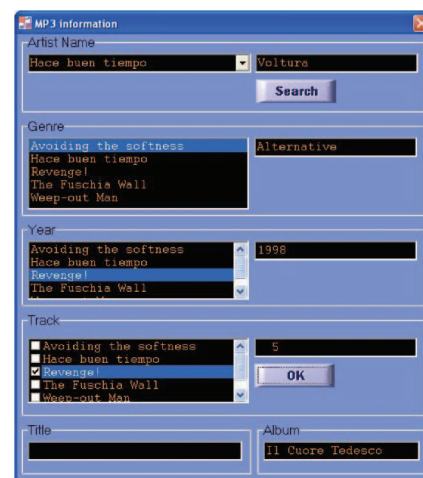 MP3 information
Artist Name
Hace buen tiempo
Voltura
Search
Genre
Avoiding the softness
Hace buen tiempo
Revenge!
The Fuschia Wall
Weep-out Man
Alternative
Year
Avoiding the softness
Hace buen tiempo
Revenge!
The Fuschia Wall
1998
Track
Avoiding the softness
Hace buen tiempo
Revenge!
The Fuschia Wall
Weep-out Man
5
OK
Title
Album
Il Cuore Tedesco